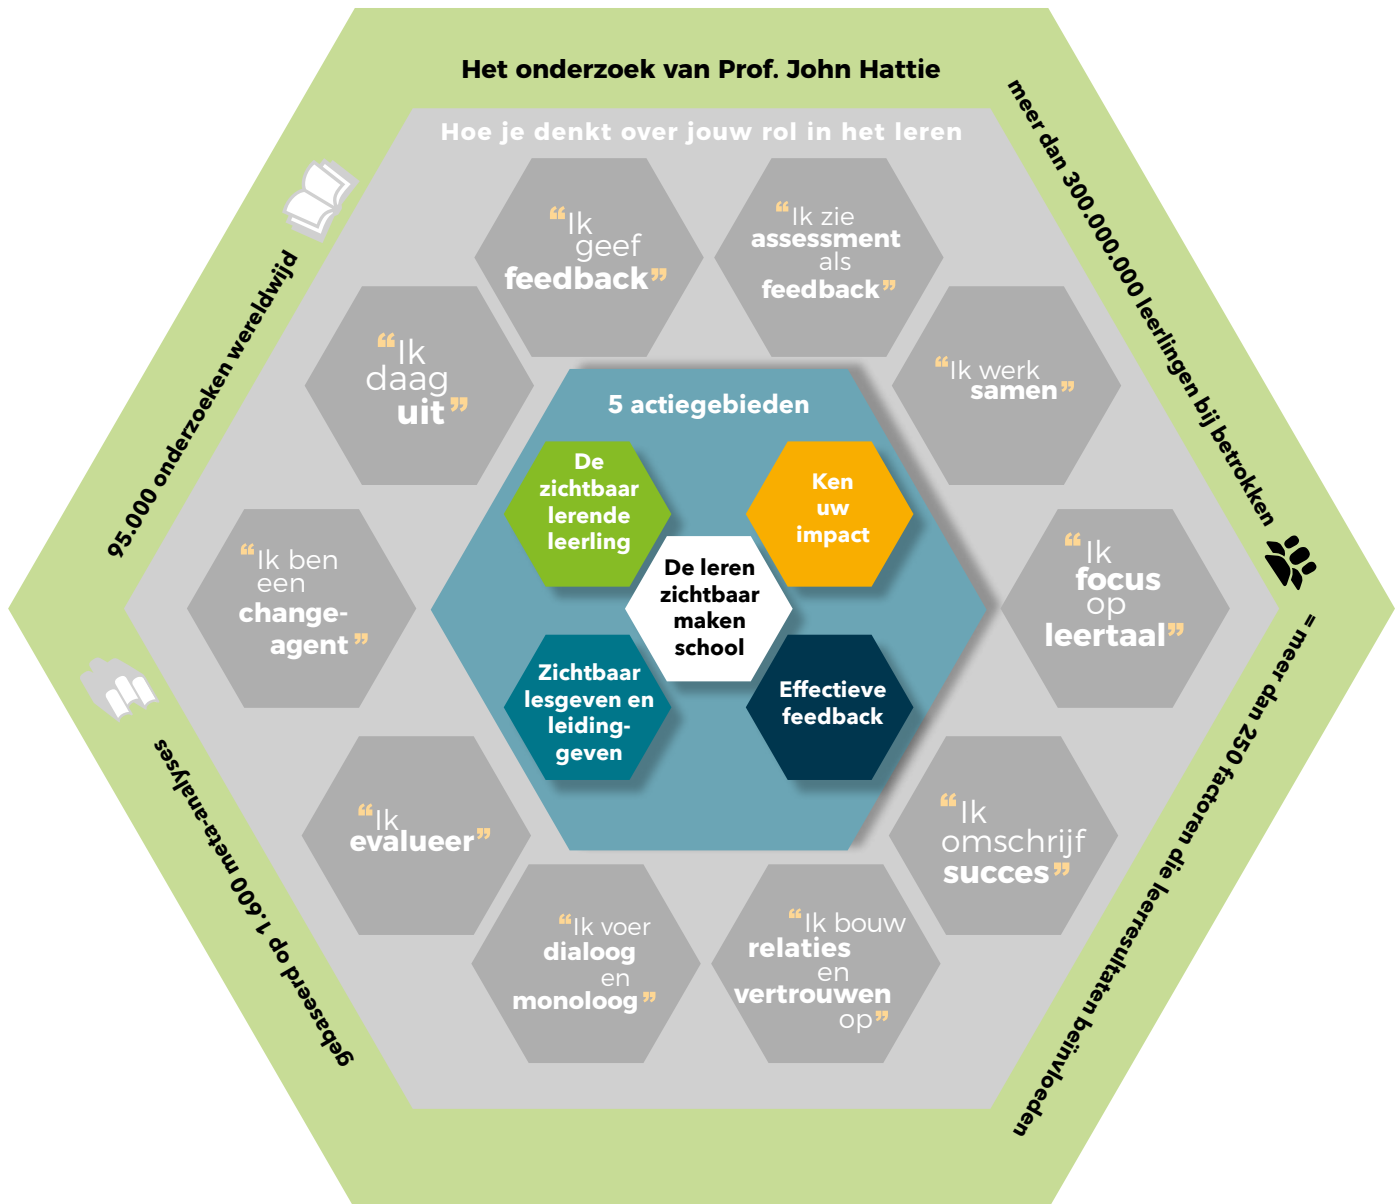 Het onderzoek van Prof. John Hattie
meer dan 300.000.000 leerlingen bij betrokken
= meer dan 250 factoren die leerresultaten beïnvloeden
95.000 onderzoeken wereldwijd
gebaseerd op 1.600 meta-analyses
Hoe je denkt over jouw rol in het leren
“Ik
geef
feedback”
“Ik zie
assessment
als
feedback”
“Ik
daag
uit”
“Ik werk
samen”
“Ik ben
een
change-
agent”
“Ik
focus
op
leertaal”
“Ik
evalueer”
“Ik
omschrijf
succes”
“Ik voer
dialoog
en
monoloog”
“Ik bouw
relaties
en
vertrouwen
op”
5 actiegebieden
De
zichtbaar
lerende
leerling
Ken
uw
impact
De leren
zichtbaar
maken
school
Zichtbaar
lesgeven en
leiding-
geven
Effectieve
feedback